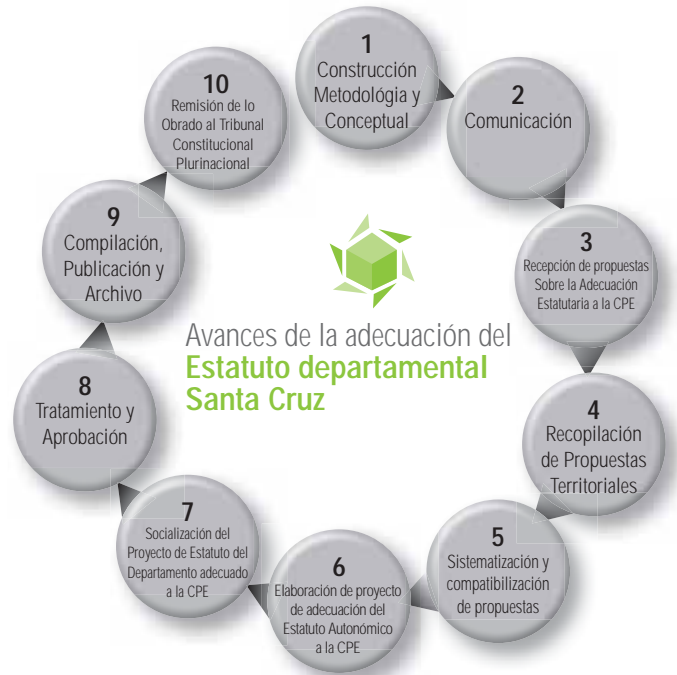 1
Construcción
Metodológia y
Conceptual
2
Comunicación
3
Recepción de propuestas
Sobre la Adecuación
Estatutaria a la CPE
4
Recopilación
de Propuestas
Territoriales
5
Sistematización y
compatibilización
de propuestas
6
Elaboración de proyecto
de adecuación del
Estatuto Autonómico
a la CPE
7
Socialización del
Proyecto de Estatuto del
Departamento adecuado
a la CPE
8
Tratamiento y
Aprobación
9
Compilación,
Publicación y
Archivo
10
Remisión de lo
Obrado al Tribunal
Constitucional
Plurinacional
Avances de la adecuación del
Estatuto departamental
Santa Cruz